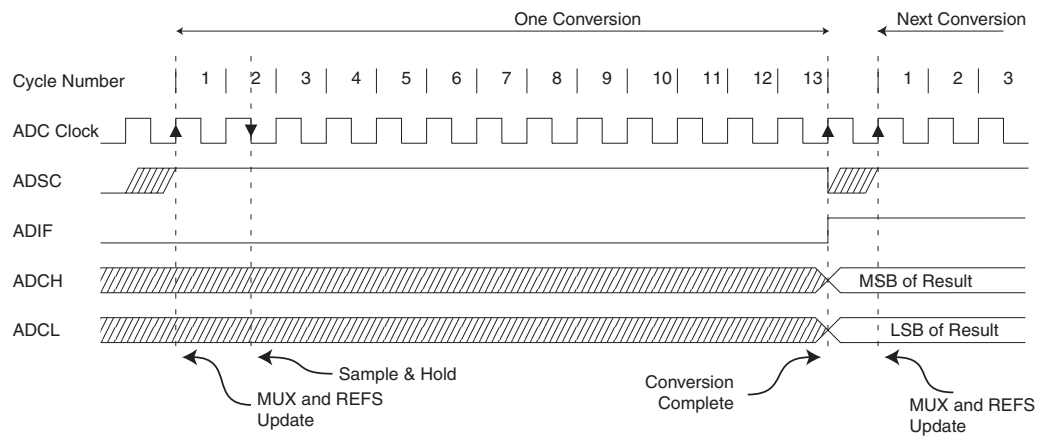 One Conversion
Next Conversion
Cycle Number
1 2 3 4 5 6 7 8 9 10 11 12 13 1 2 3
ADC Clock
ADSC
ADIF
ADCH
MSB of Result
ADCL
LSB of Result
Sample & Hold
MUX and REFS
Update
Conversion
Complete
MUX and REFS
Update